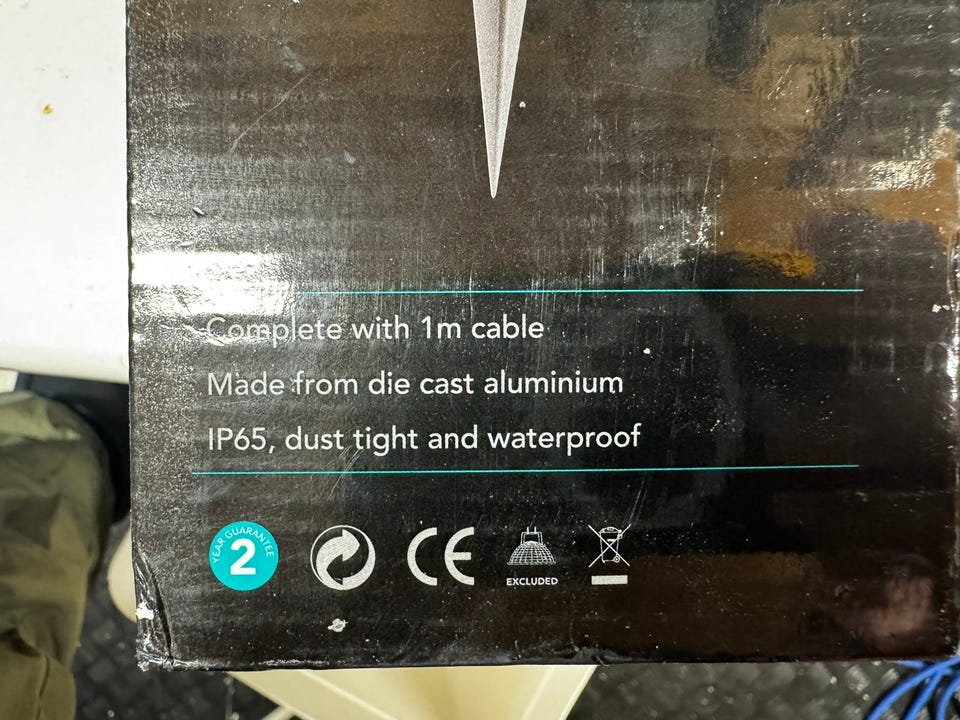 Complete with 1m cable
Made from die cast aluminium
IP65, dust tight and waterproof
YEAR GUARANTEE
2
CE
EXCLUDED